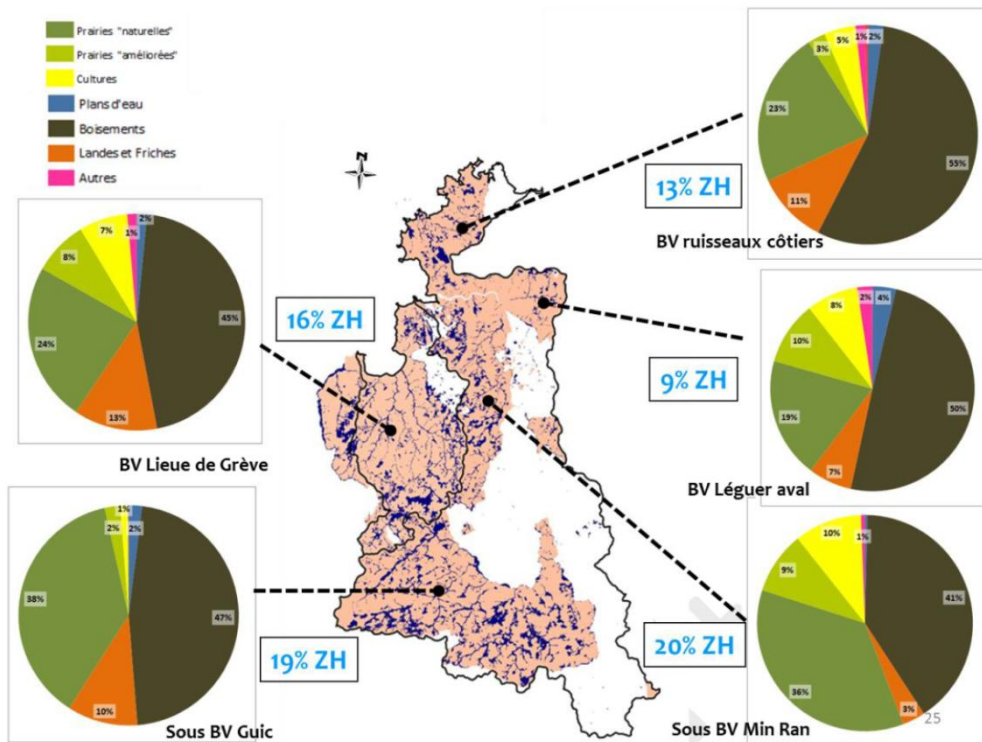 Prairies "naturelles"
Prairies "améliorées"
Cultures
Plans d'eau
Boisements
Landes et Friches
Autres
N
3%
5%
1%
2%
23%
55%
11%
13% ZH
BV ruisseaux côtiers
7%
1%
2%
8%
45%
24%
13%
16% ZH
BV Lieue de Grève
8%
2%
4%
10%
19%
50%
7%
9% ZH
BV Léguer aval
1%
2%
2%
38%
47%
10%
19% ZH
Sous BV Guic
10%
1%
9%
41%
36%
3%
20% ZH
Sous BV Min Ran
25